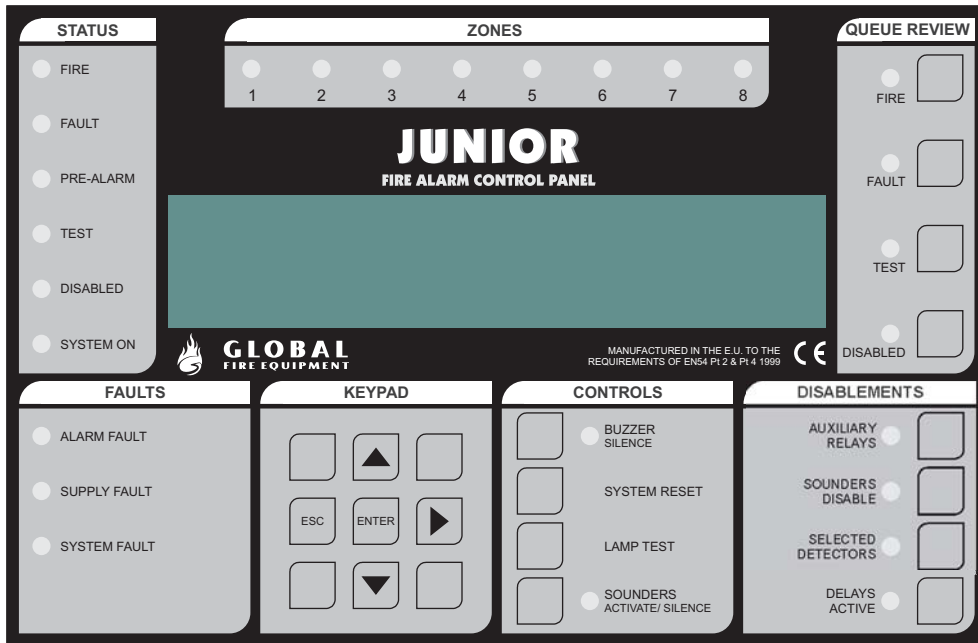 STATUS
FIRE
FAULT
PRE-ALARM
TEST
DISABLED
SYSTEM ON
ZONES
1 2 3 4 5 6 7 8
JUNIOR
FIRE ALARM CONTROL PANEL
GLOBAL
FIRE EQUIPMENT
MANUFACTURED IN THE E.U. TO THE
REQUIREMENTS OF EN54 Pt 2 & Pt 4 1999
CE
QUEUE REVIEW
FIRE
FAULT
TEST
DISABLED
FAULTS
ALARM FAULT
SUPPLY FAULT
SYSTEM FAULT
KEYPAD
ESC ENTER
CONTROLS
BUZZER
SILENCE
SYSTEM RESET
LAMP TEST
SOUNDERS
ACTIVATE/ SILENCE
DISABLEMENTS
AUXILIARY
RELAYS
SOUNDERS
DISABLE
SELECTED
DETECTORS
DELAYS
ACTIVE